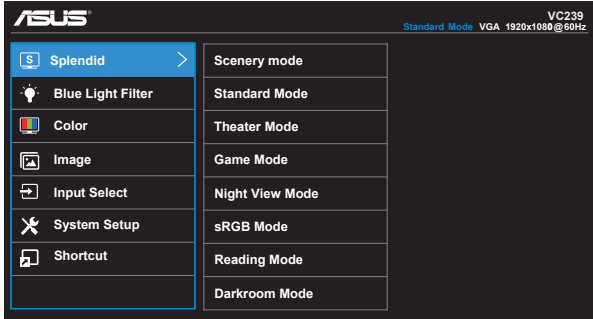 ASUS
VC239
Standard Mode VGA 1920x1080@60Hz
S Splendid
Blue Light Filter
Color
Image
Input Select
System Setup
Shortcut
Scenery mode
Standard Mode
Theater Mode
Game Mode
Night View Mode
sRGB Mode
Reading Mode
Darkroom Mode